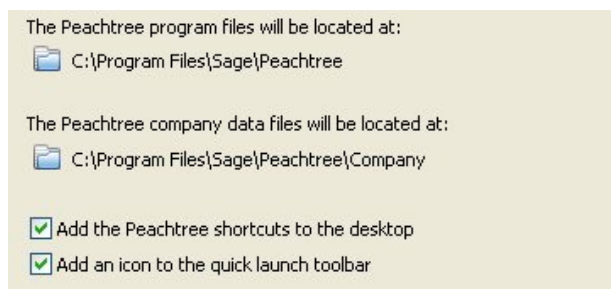 The Peachtree program files will be located at:
C:\Program Files\Sage\Peachtree
The Peachtree company data files will be located at:
C:\Program Files\Sage\Peachtree\Company
Add the Peachtree shortcuts to the desktop
Add an icon to the quick launch toolbar